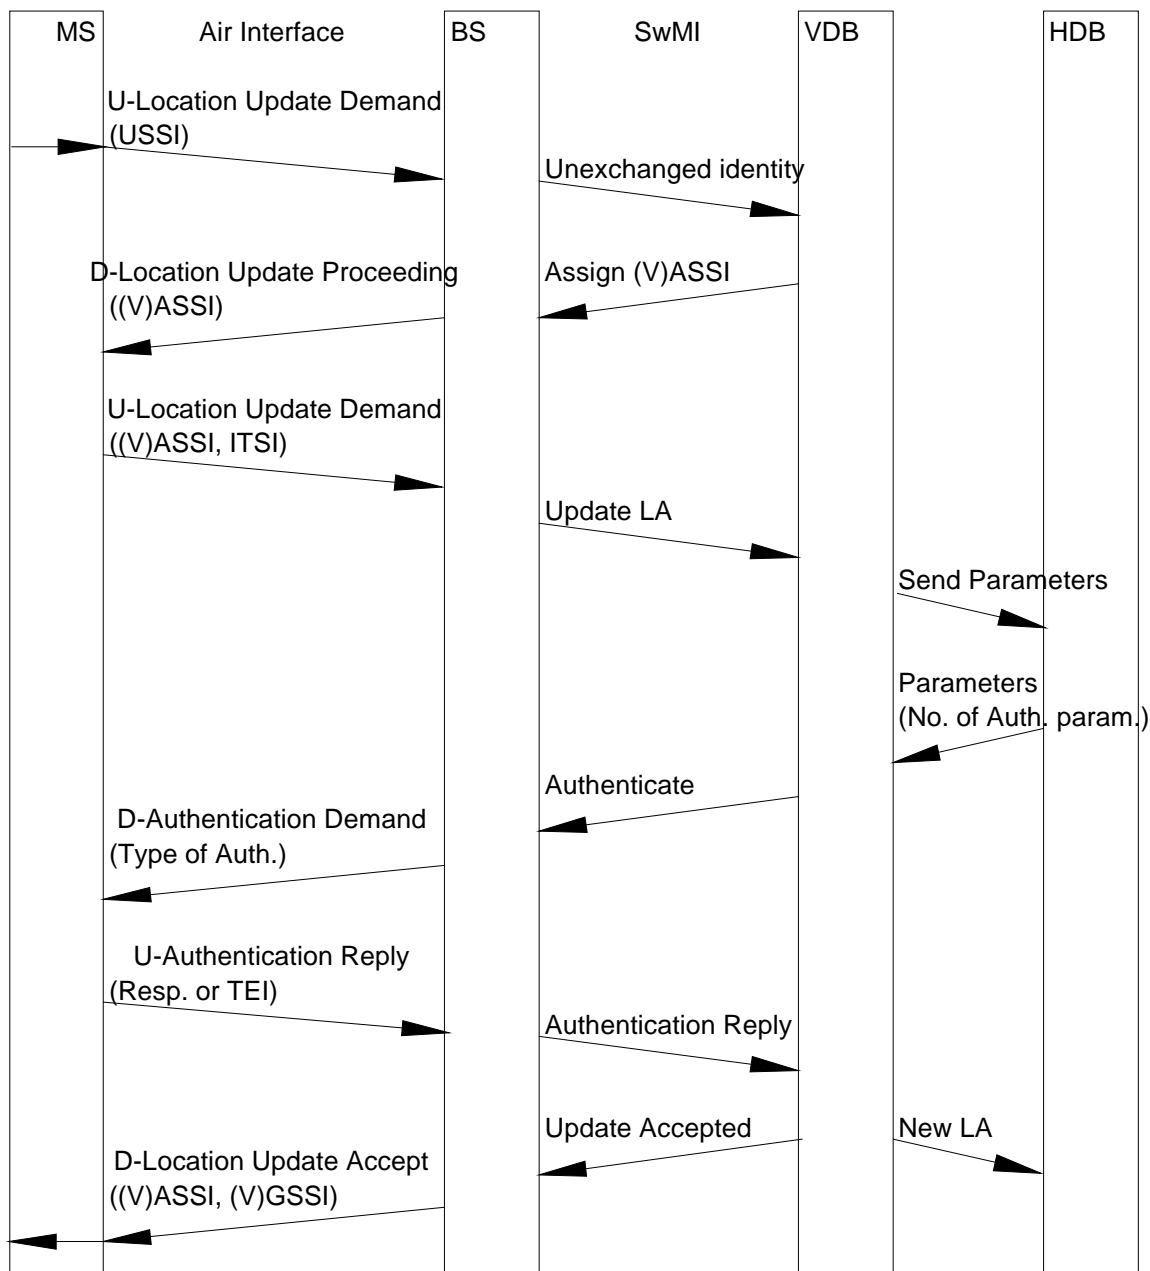 MS Air Interface BS SwMI VDB HDB
U-Location Update Demand
(USSI)
Unexchanged identity
D-Location Update Proceeding
((V)ASSI)
Assign (V)ASSI
U-Location Update Demand
((V)ASSI, ITSI)
Update LA
Send Parameters
Parameters
(No. of Auth. param.)
Authenticate
D-Authentication Demand
(Type of Auth.)
U-Authentication Reply
(Resp. or TEI)
Authentication Reply
Update Accepted
New LA
D-Location Update Accept
((V)ASSI, (V)GSSI)